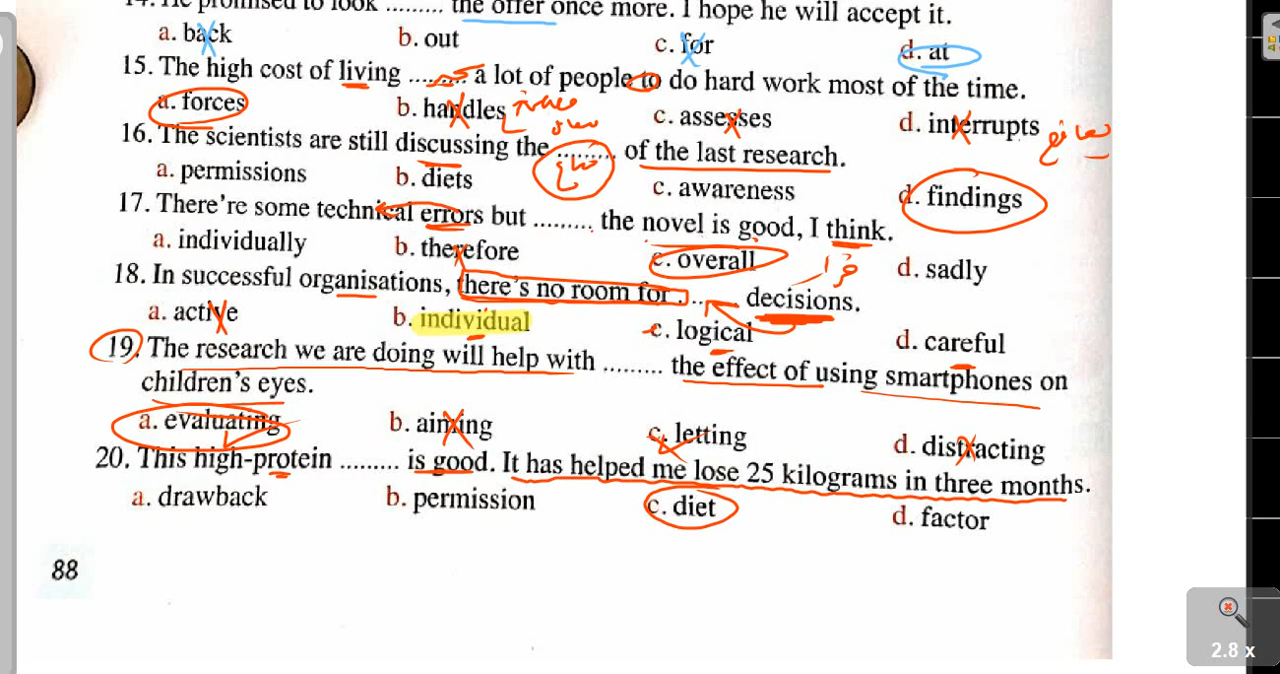 14. He promised to look ......... the offer once more. I hope he will accept it.
a. back b. out c. for d. at
15. The high cost of living ......... a lot of people to do hard work most of the time.
a. forces b. handles c. assesses d. interrupts
16. The scientists are still discussing the ......... of the last research.
a. permissions b. diets c. awareness d. findings
17. There're some technical errors but ......... the novel is good, I think.
a. individually b. therefore c. overall d. sadly
18. In successful organisations, there's no room for ......... decisions.
a. active b. individual c. logical d. careful
19. The research we are doing will help with ......... the effect of using smartphones on
children's eyes.
a. evaluating b. aiming c. letting d. distracting
20. This high-protein ......... is good. It has helped me lose 25 kilograms in three months.
a. drawback b. permission c. diet d. factor
88
2.8 x